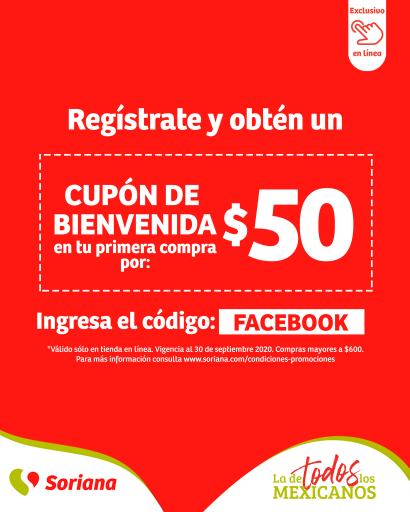 Exclusivo
en línea
Regístrate y obtén un
CUPÓN DE
BIENVENIDA
en tu primera compra
por:
$50
Ingresa el código: FACEBOOK
*Válido sólo en tienda en línea. Vigencia al 30 de septiembre 2020. Compras mayores a $600.
Para más información consulta www.soriana.com/condiciones-promociones
Soriana
La de todos los
MEXICANOS